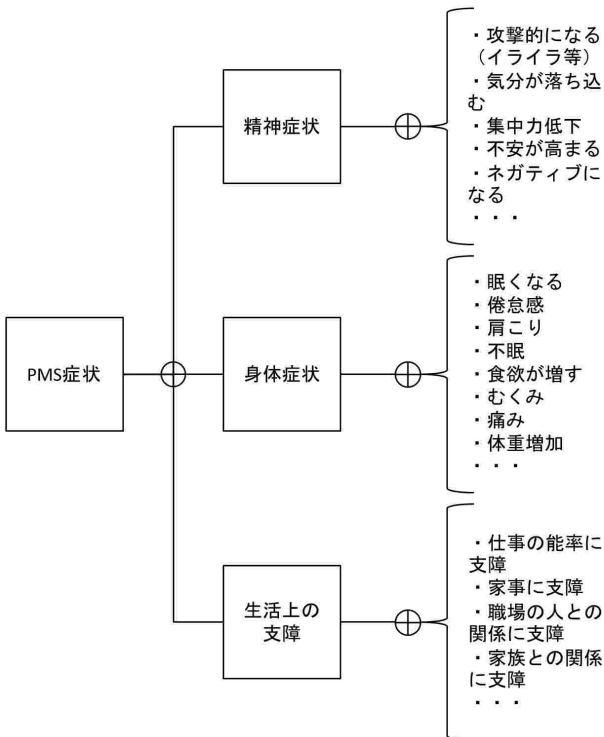 PMS症状
精神症状
・攻撃的になる
（イライラ等）
・気分が落ち込
む
・集中力低下
・不安が高まる
・ネガティブに
なる
・・・
身体症状
・眠くなる
・倦怠感
・肩こり
・不眠
・食欲が増す
・むくみ
・痛み
・体重増加
・・・
生活上の
支障
・仕事の能率に
支障
・家事に支障
・職場の人との
関係に支障
・家族との関係
に支障
・・・